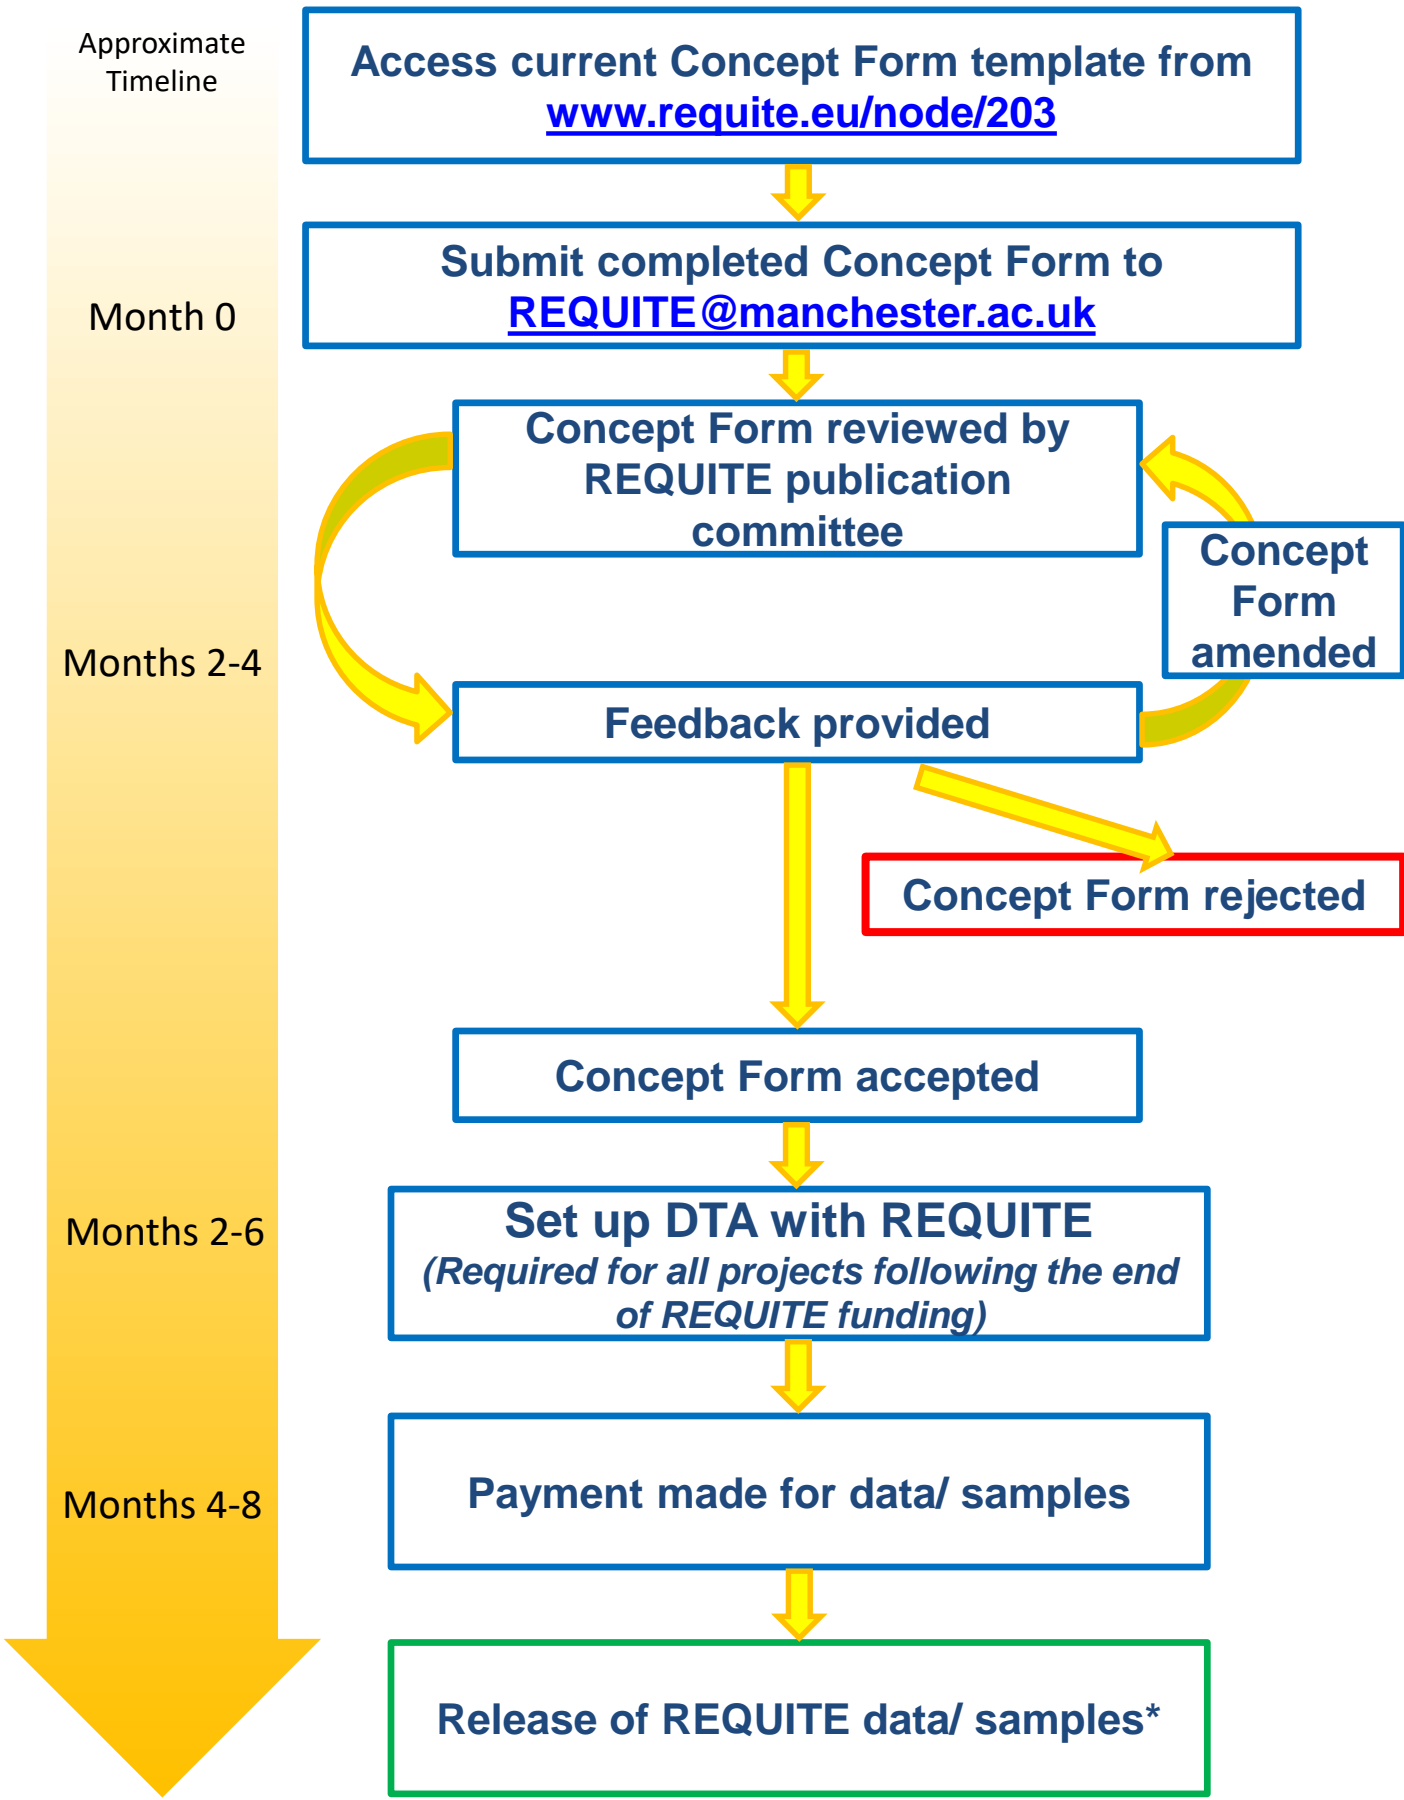 Approximate
Timeline
Access current Concept Form template from
www.requite.eu/node/203
Month 0
Submit completed Concept Form to
REQUITE@manchester.ac.uk
Concept Form reviewed by
REQUITE publication
committee
Concept
Form
amended
Months 2-4
Feedback provided
Concept Form rejected
Concept Form accepted
Months 2-6
Set up DTA with REQUITE
(Required for all projects following the end
of REQUITE funding)
Months 4-8
Payment made for data/ samples
Release of REQUITE data/ samples*